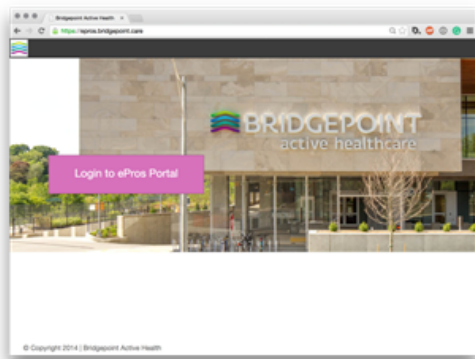 Bridgepoint Active Health
https://epros.bridgepoint.care
BRIDGEPOINT
active healthcare
Login to ePros Portal
© Copyright 2014 | Bridgepoint Active Health